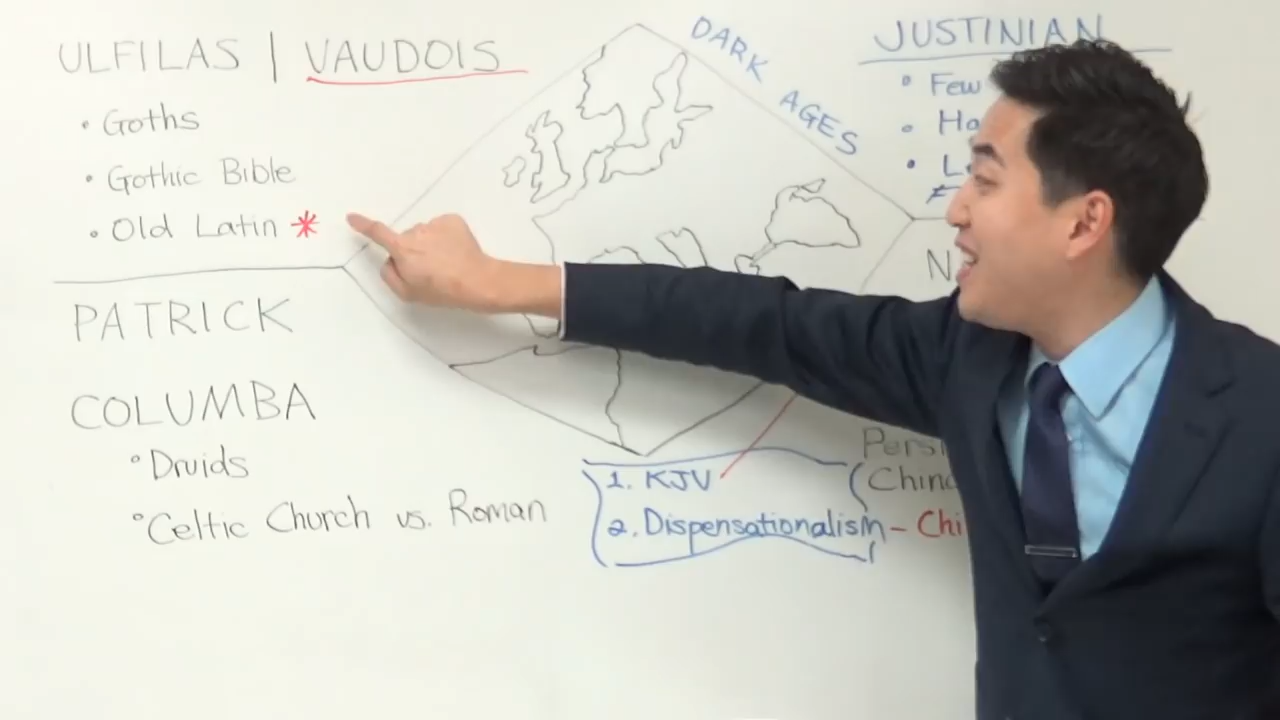 ULFILAS | VAUDOIS
• Goths
• Gothic Bible
• Old Latin *
PATRICK
COLUMBA
° Druids
° Celtic Church vs. Roman
DARK AGES
JUSTINIAN
• Few
1. KJV
2. Dispensationalism -